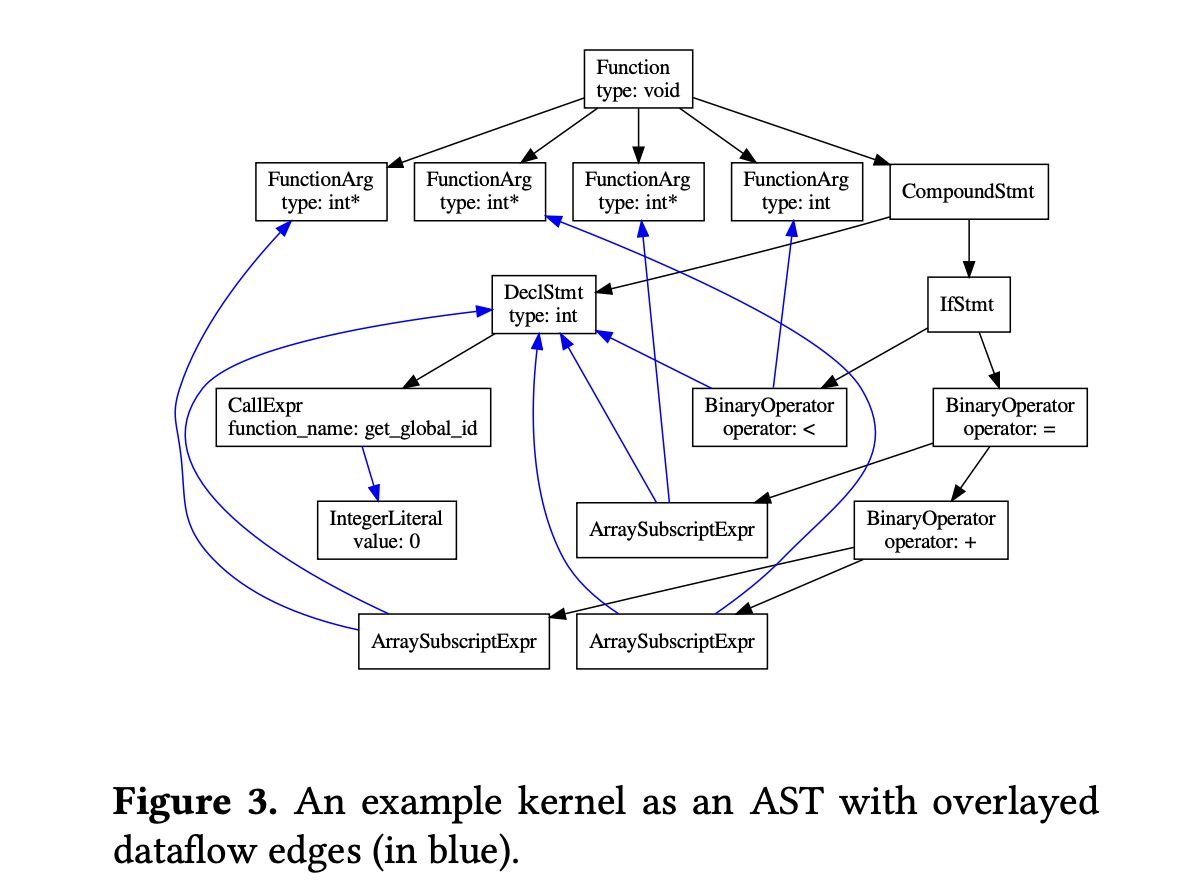 Function
type: void
FunctionArg
type: int*
FunctionArg
type: int*
FunctionArg
type: int*
FunctionArg
type: int
CompoundStmt
DeclStmt
type: int
IfStmt
CallExpr
function_name: get_global_id
BinaryOperator
operator: <
BinaryOperator
operator: =
IntegerLiteral
value: 0
ArraySubscriptExpr
BinaryOperator
operator: +
ArraySubscriptExpr
ArraySubscriptExpr
Figure 3. An example kernel as an AST with overlayed
dataflow edges (in blue).